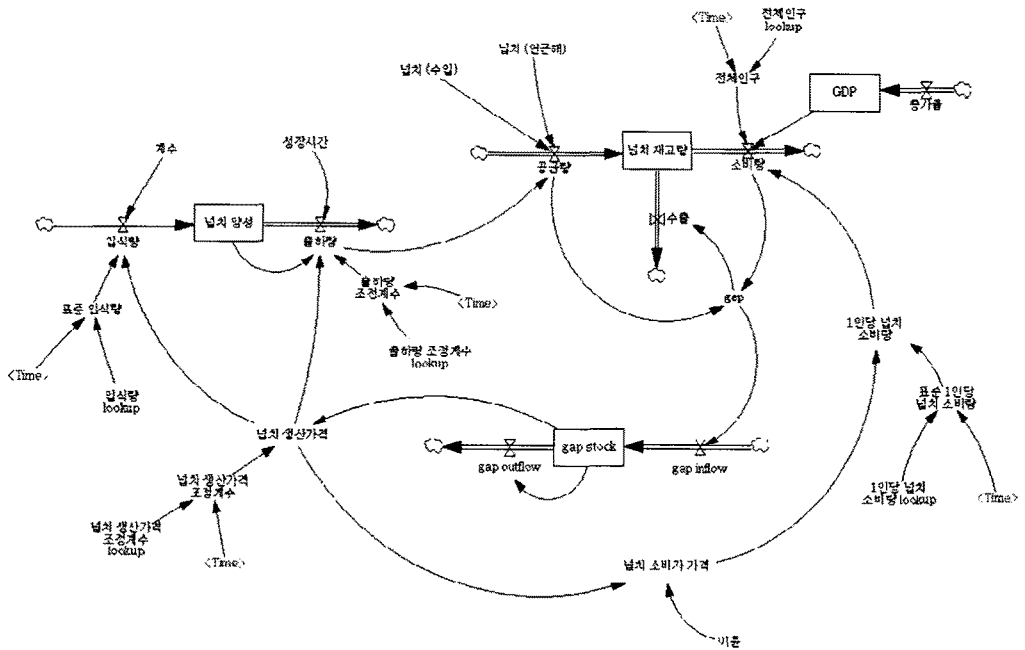 <Time>
전체인구
lookup
넙치 (연근해)
넙치 (수입)
전체인구
GDP
증가율
계수
성장시간
공급량
넙치 재고량
소비량
넙치 양성
입식량
출하량
수출
출하량
조정계수
<Time>
gap
표준 입식량
1인당 넙치
소비량
출하량 조정계수
lookup
<Time>
입식량
lookup
표준 1인당
넙치 소비량
넙치 생산가격
gap stock
gap outflow
gap inflow
넙치 생산가격
조정계수
1인당 넙치
소비량 lookup
<Time>
넙치 생산가격
조정계수
lookup
<Time>
넙치 소비가 가격
이윤